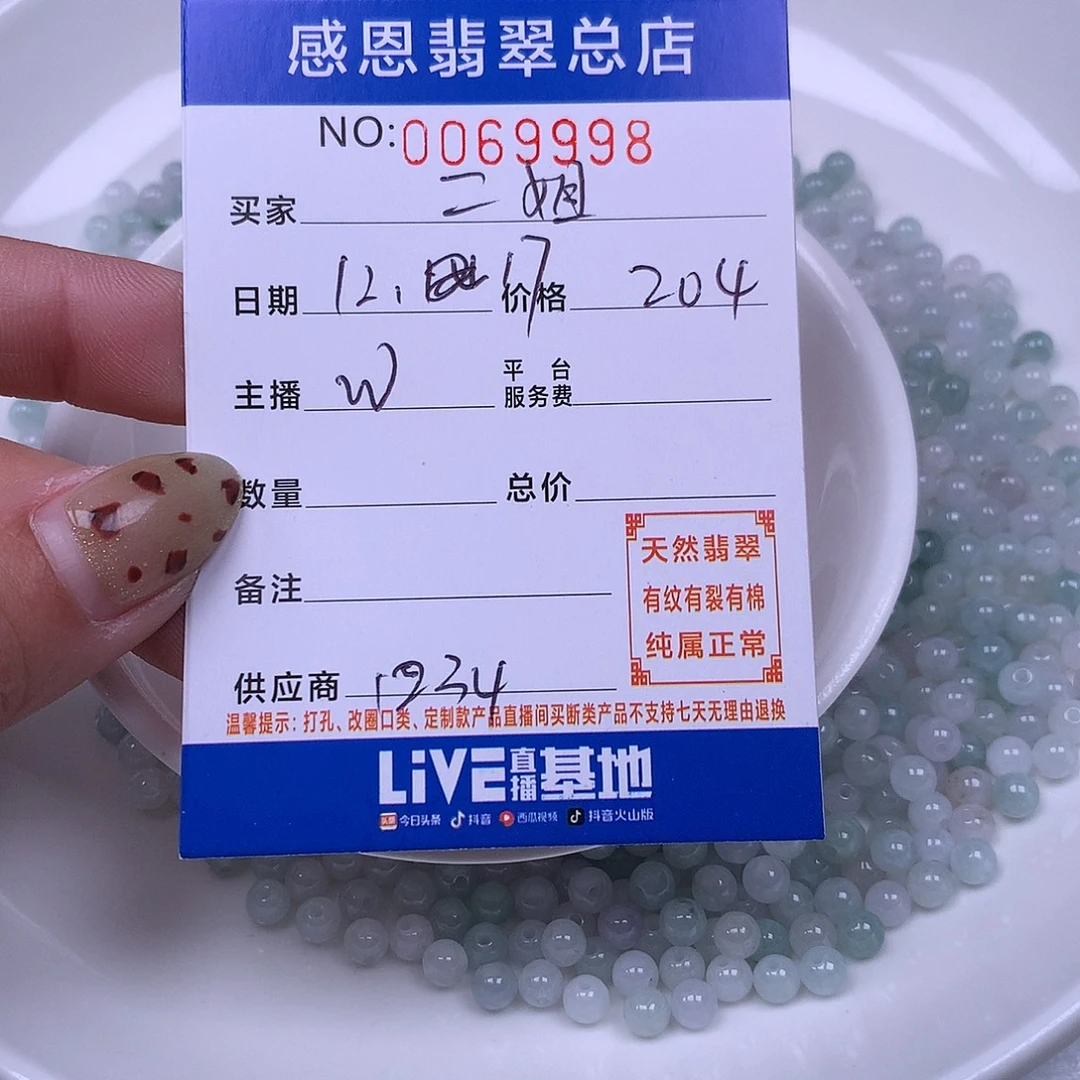 感恩翡翠总店
NO:0069998
买家 二姐
日期 12. 17 价格 204
主播 W 平台服务费
数量 总价
备注
天然翡翠
有纹有裂有棉
纯属正常
供应商 1934
温馨提示：打孔、改圈口类、定制款产品直播间买断类产品不支持七天无理由退换
LiVE直播基地
头条 今日头条 抖音 西瓜视频 抖音火山版